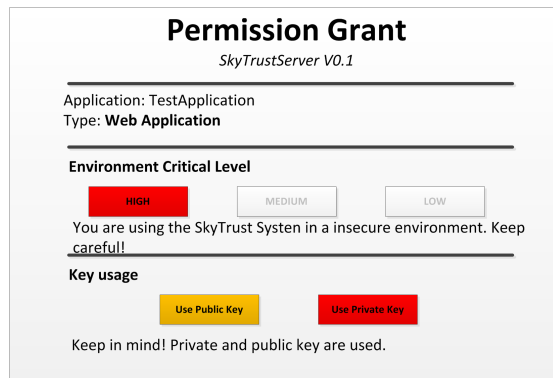 Permission Grant
SkyTrustServer V0.1
Application: TestApplication
Type: Web Application
Environment Critical Level
HIGH MEDIUM LOW
You are using the SkyTrust Systen in a insecure environment. Keep
careful!
Key usage
Use Public Key Use Private Key
Keep in mind! Private and public key are used.